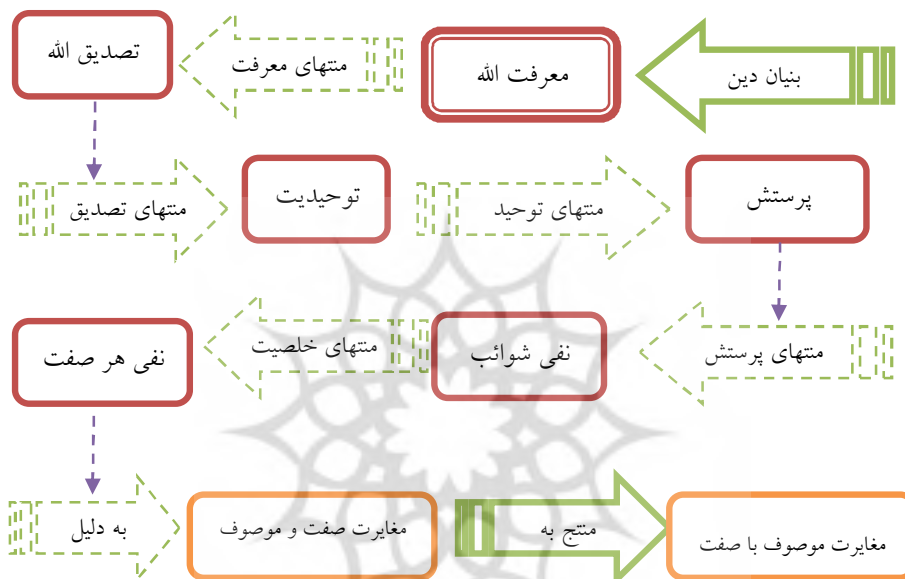 بنیان دین
معرفت الله
منتهای معرفت
تصدیق الله
منتهای تصدیق
توحیدیت
منتهای توحید
پرستش
منتهای پرستش
نفی شوائب
منتهای خلصیت
نفی هر صفت
به دلیل
مغایرت صفت و موصوف
منتج به
مغایرت موصوف با صفت